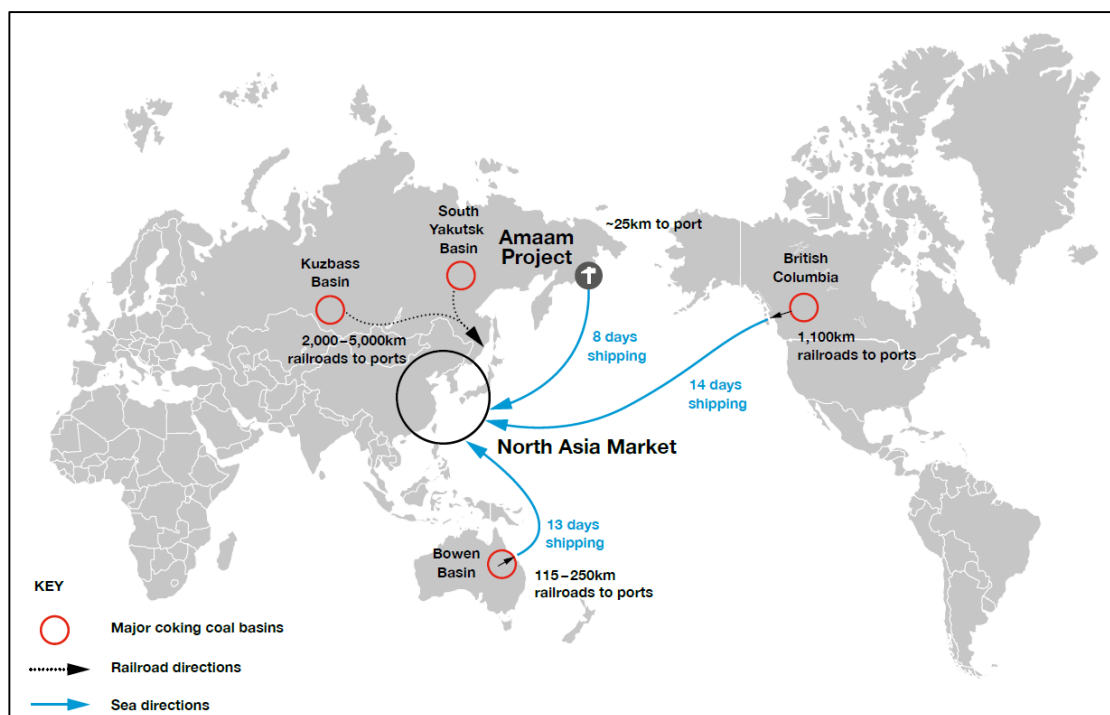 South
Yakutsk
Basin
~25km to port
Amaam
Project
Kuzbass
Basin
British
Columbia
2,000–5,000km
railroads to ports
8 days
shipping
1,100km
railroads to ports
14 days
shipping
North Asia Market
13 days
shipping
Bowen
Basin
115–250km
railroads to ports
KEY
Major coking coal basins
Railroad directions
Sea directions